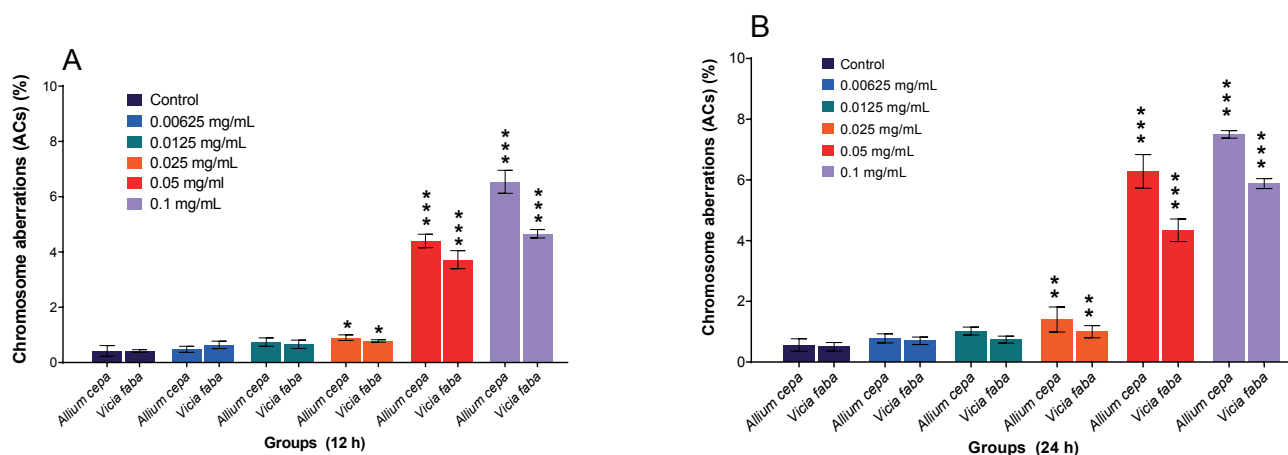 A
Chromosome aberrations (ACs) (%)
10
8
6
4
2
0
Control
0.00625 mg/mL
0.0125 mg/mL
0.025 mg/mL
0.05 mg/ml
0.1 mg/mL
***
***
***
***
*
*
Allium cepa
Vicia faba
Allium cepa
Vicia faba
Allium cepa
Vicia faba
Allium cepa
Vicia faba
Allium cepa
Vicia faba
Allium cepa
Vicia faba
Groups (12 h)
B
Chromosome aberrations (ACs) (%)
10
8
6
4
2
0
Control
0.00625 mg/mL
0.0125 mg/mL
0.025 mg/mL
0.05 mg/mL
0.1 mg/mL
***
***
***
***
**
**
Allium cepa
Vicia faba
Allium cepa
Vicia faba
Allium cepa
Vicia faba
Allium cepa
Vicia faba
Allium cepa
Vicia faba
Allium cepa
Vicia faba
Groups (24 h)